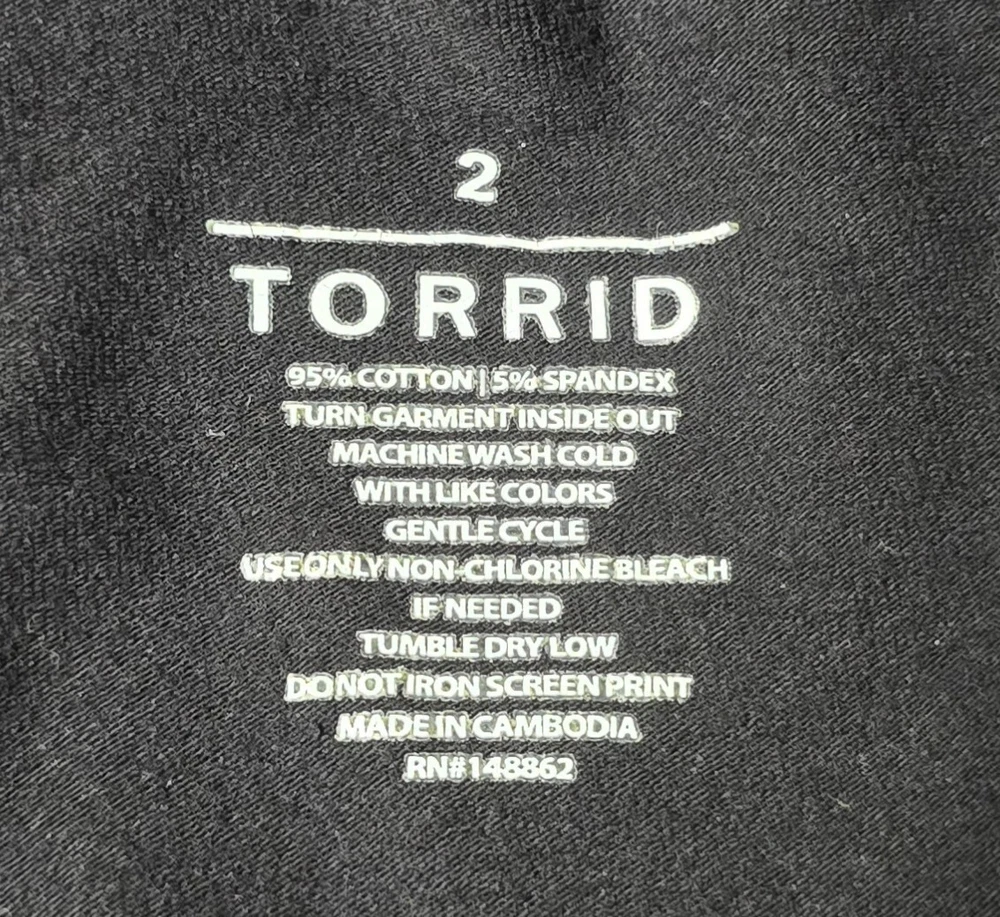 2
TORRID
95% COTTON | 5% SPANDEX
TURN GARMENT INSIDE OUT
MACHINE WASH COLD
WITH LIKE COLORS
GENTLE CYCLE
USE ONLY NON-CHLORINE BLEACH
IF NEEDED
TUMBLE DRY LOW
DO NOT IRON SCREEN PRINT
MADE IN CAMBODIA
RN#148862